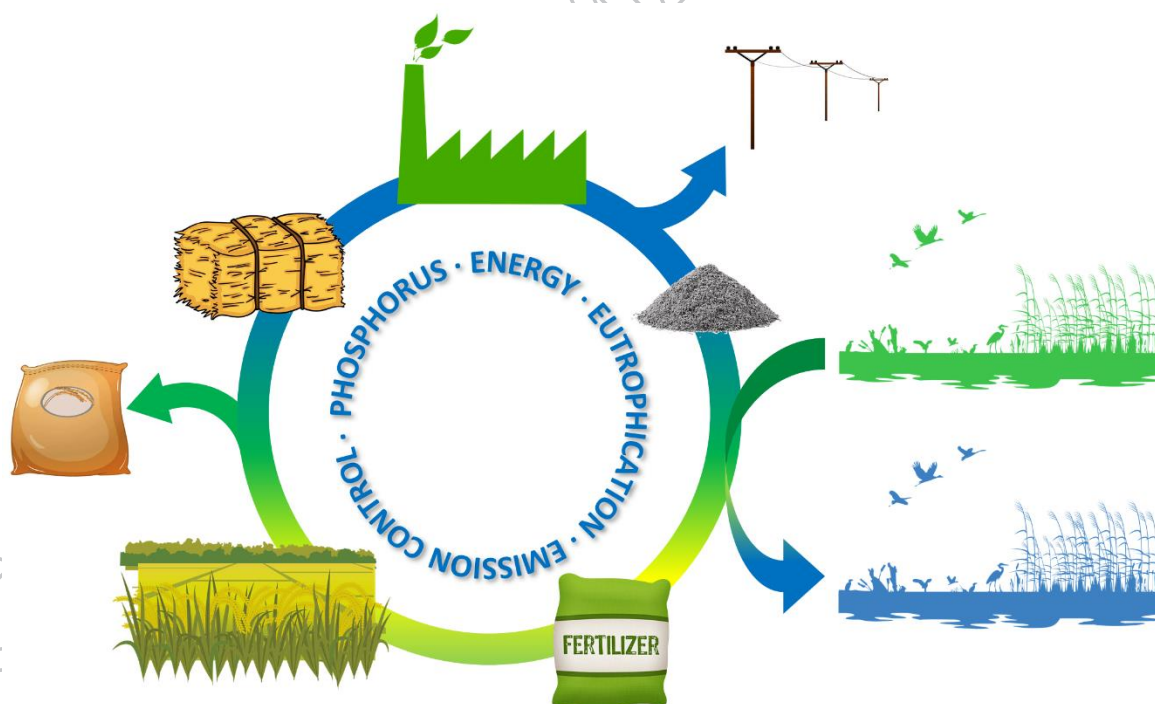 PHOSPHORUS · ENERGY · EUTROPHICATION · EMISSION CONTROL ·
FERTILIZER